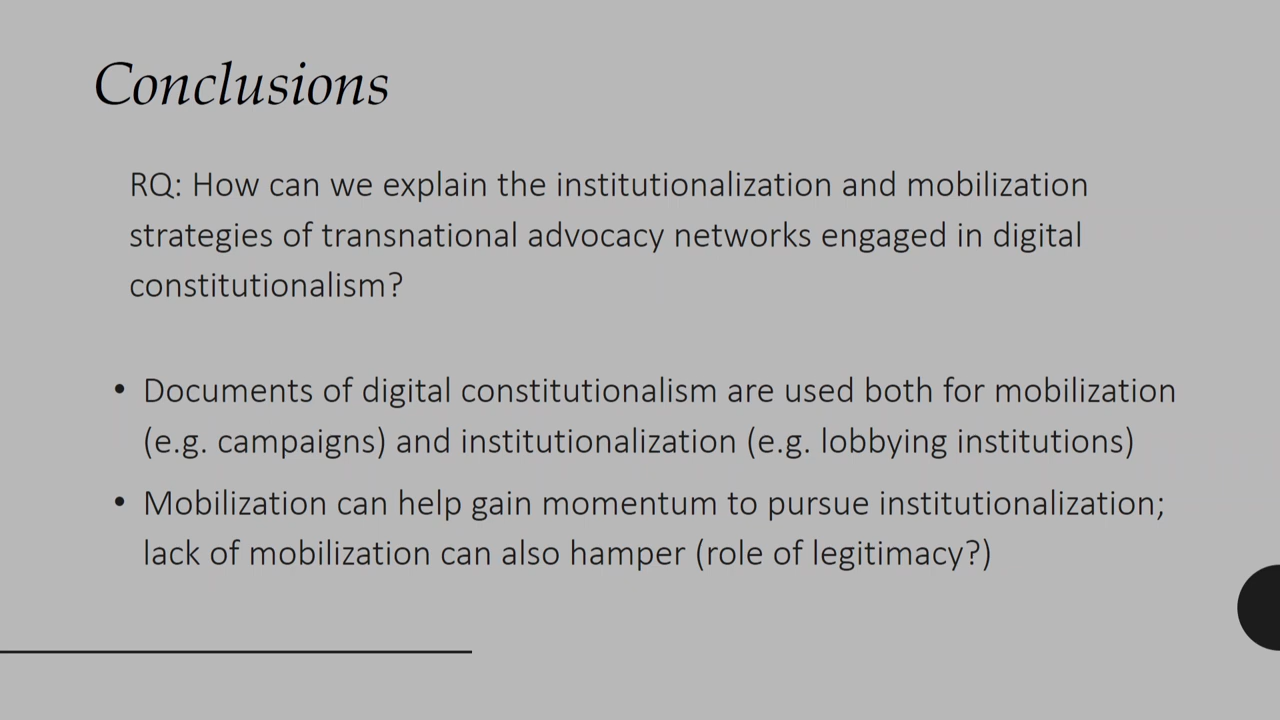 Conclusions
RQ: How can we explain the institutionalization and mobilization
strategies of transnational advocacy networks engaged in digital
constitutionalism?
• Documents of digital constitutionalism are used both for mobilization
(e.g. campaigns) and institutionalization (e.g. lobbying institutions)
• Mobilization can help gain momentum to pursue institutionalization;
lack of mobilization can also hamper (role of legitimacy?)